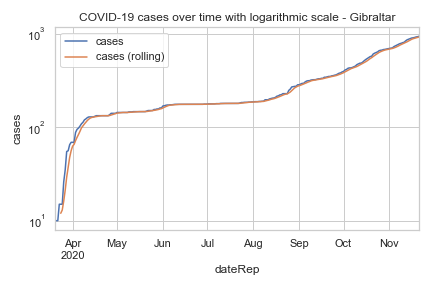 COVID-19 cases over time with logarithmic scale - Gibraltar
cases
cases (rolling)
10³
10²
10¹
cases
Apr May Jun Jul Aug Sep Oct Nov
2020
dateRep